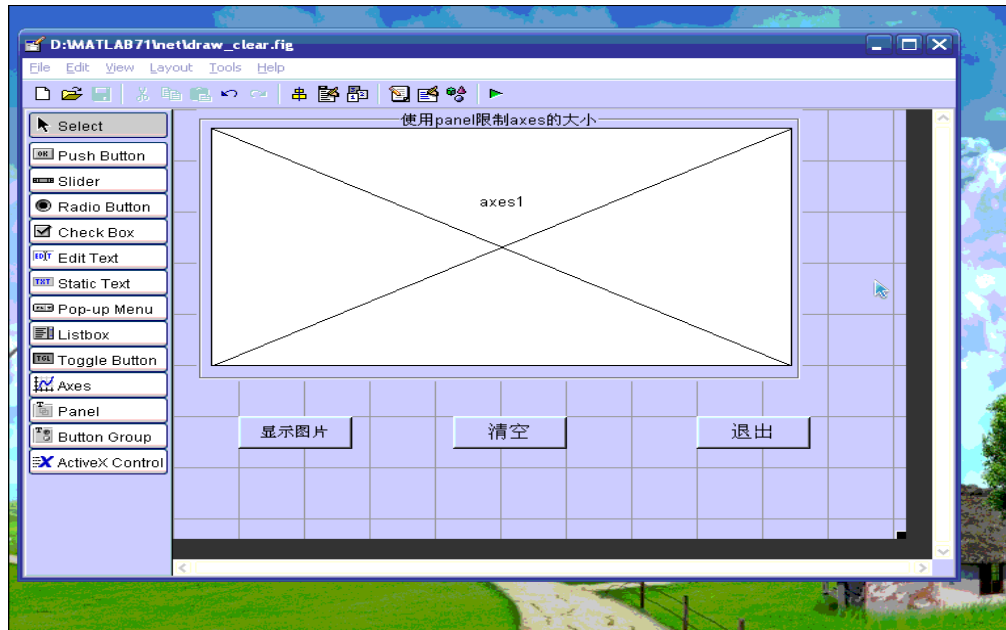 D:\MATLAB71\net\draw_clear.fig
File Edit View Layout Tools Help
Select
Push Button
Slider
Radio Button
Check Box
Edit Text
Static Text
Pop-up Menu
Listbox
Toggle Button
Axes
Panel
Button Group
ActiveX Control
使用panel限制axes的大小
axes1
显示图片
清空
退出